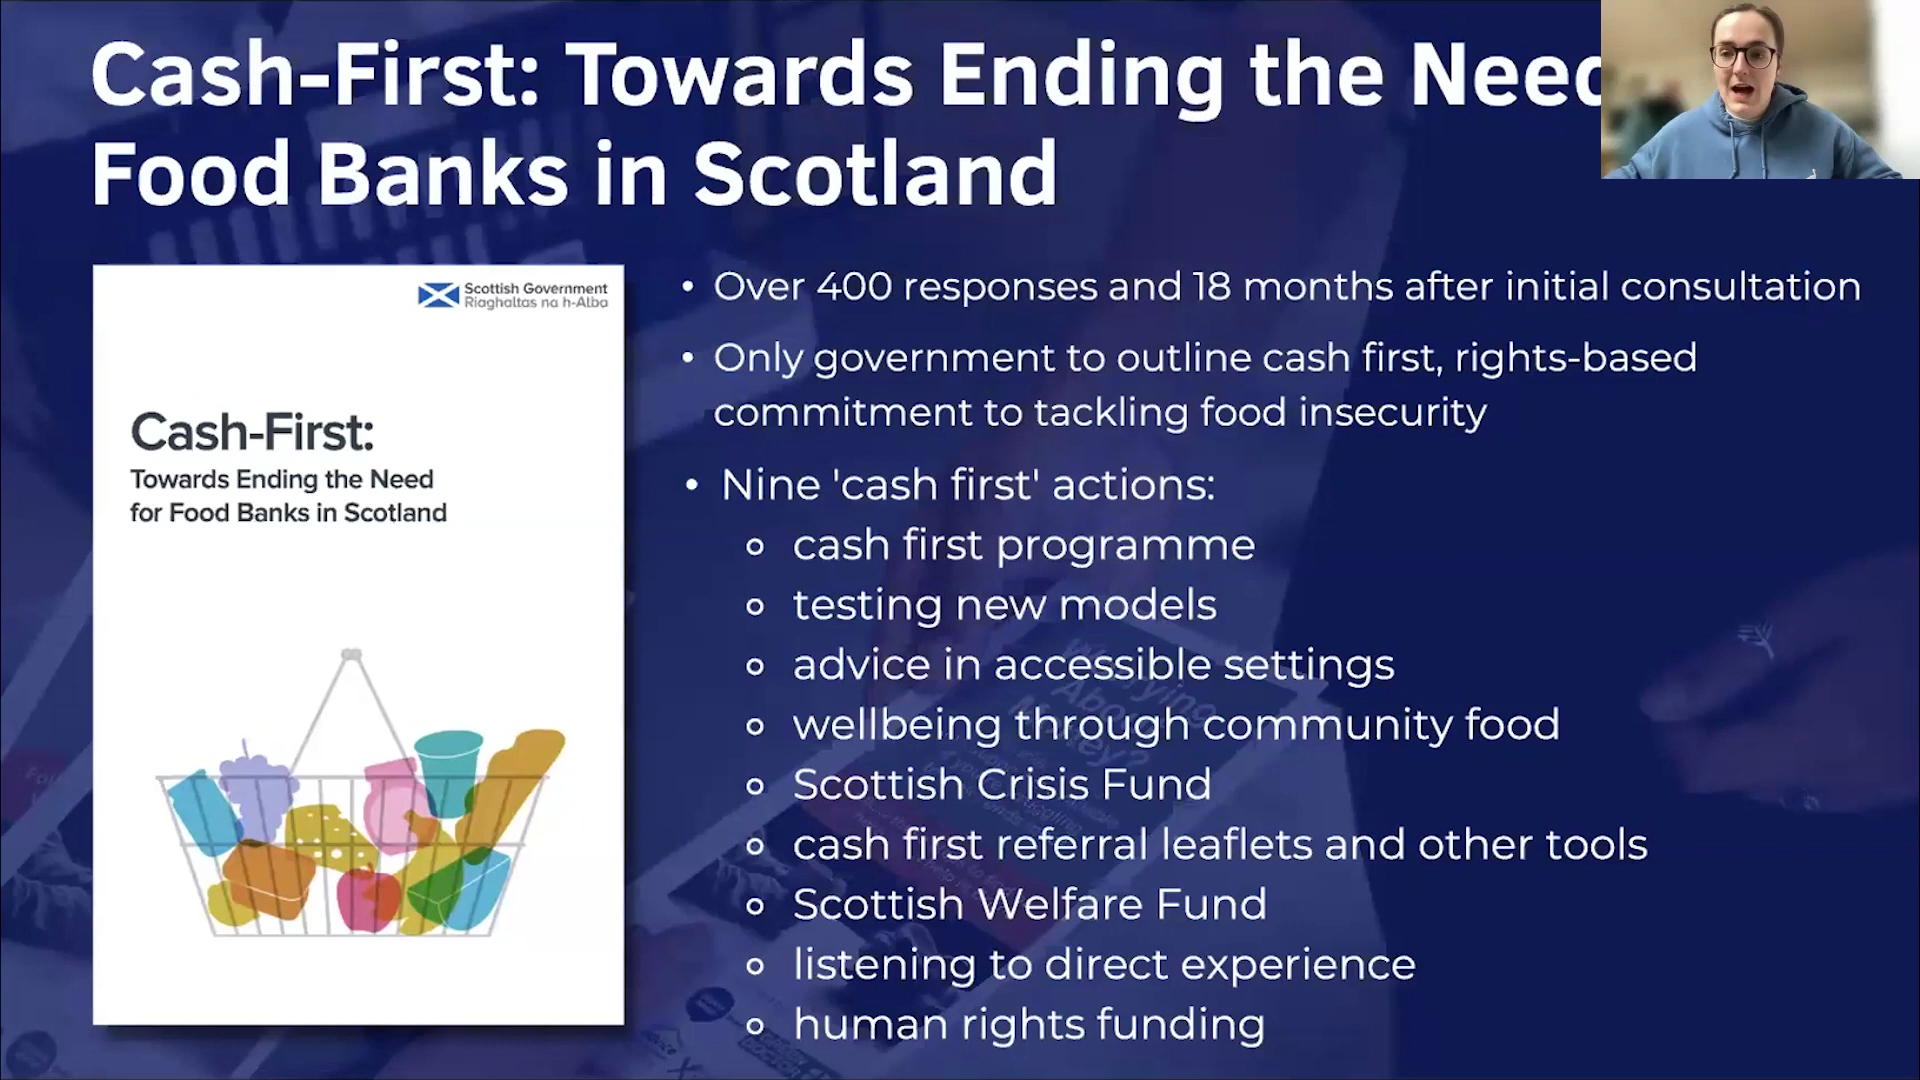 Cash-First: Towards Ending the Need
Food Banks in Scotland
Scottish Government
Riaghaltas na h-Alba
Cash-First:
Towards Ending the Need
for Food Banks in Scotland
• Over 400 responses and 18 months after initial consultation
• Only government to outline cash first, rights-based
commitment to tackling food insecurity
• Nine 'cash first' actions:
cash first programme
testing new models
advice in accessible settings
wellbeing through community food
Scottish Crisis Fund
cash first referral leaflets and other tools
Scottish Welfare Fund
listening to direct experience
human rights funding
Worrying
About
Money?